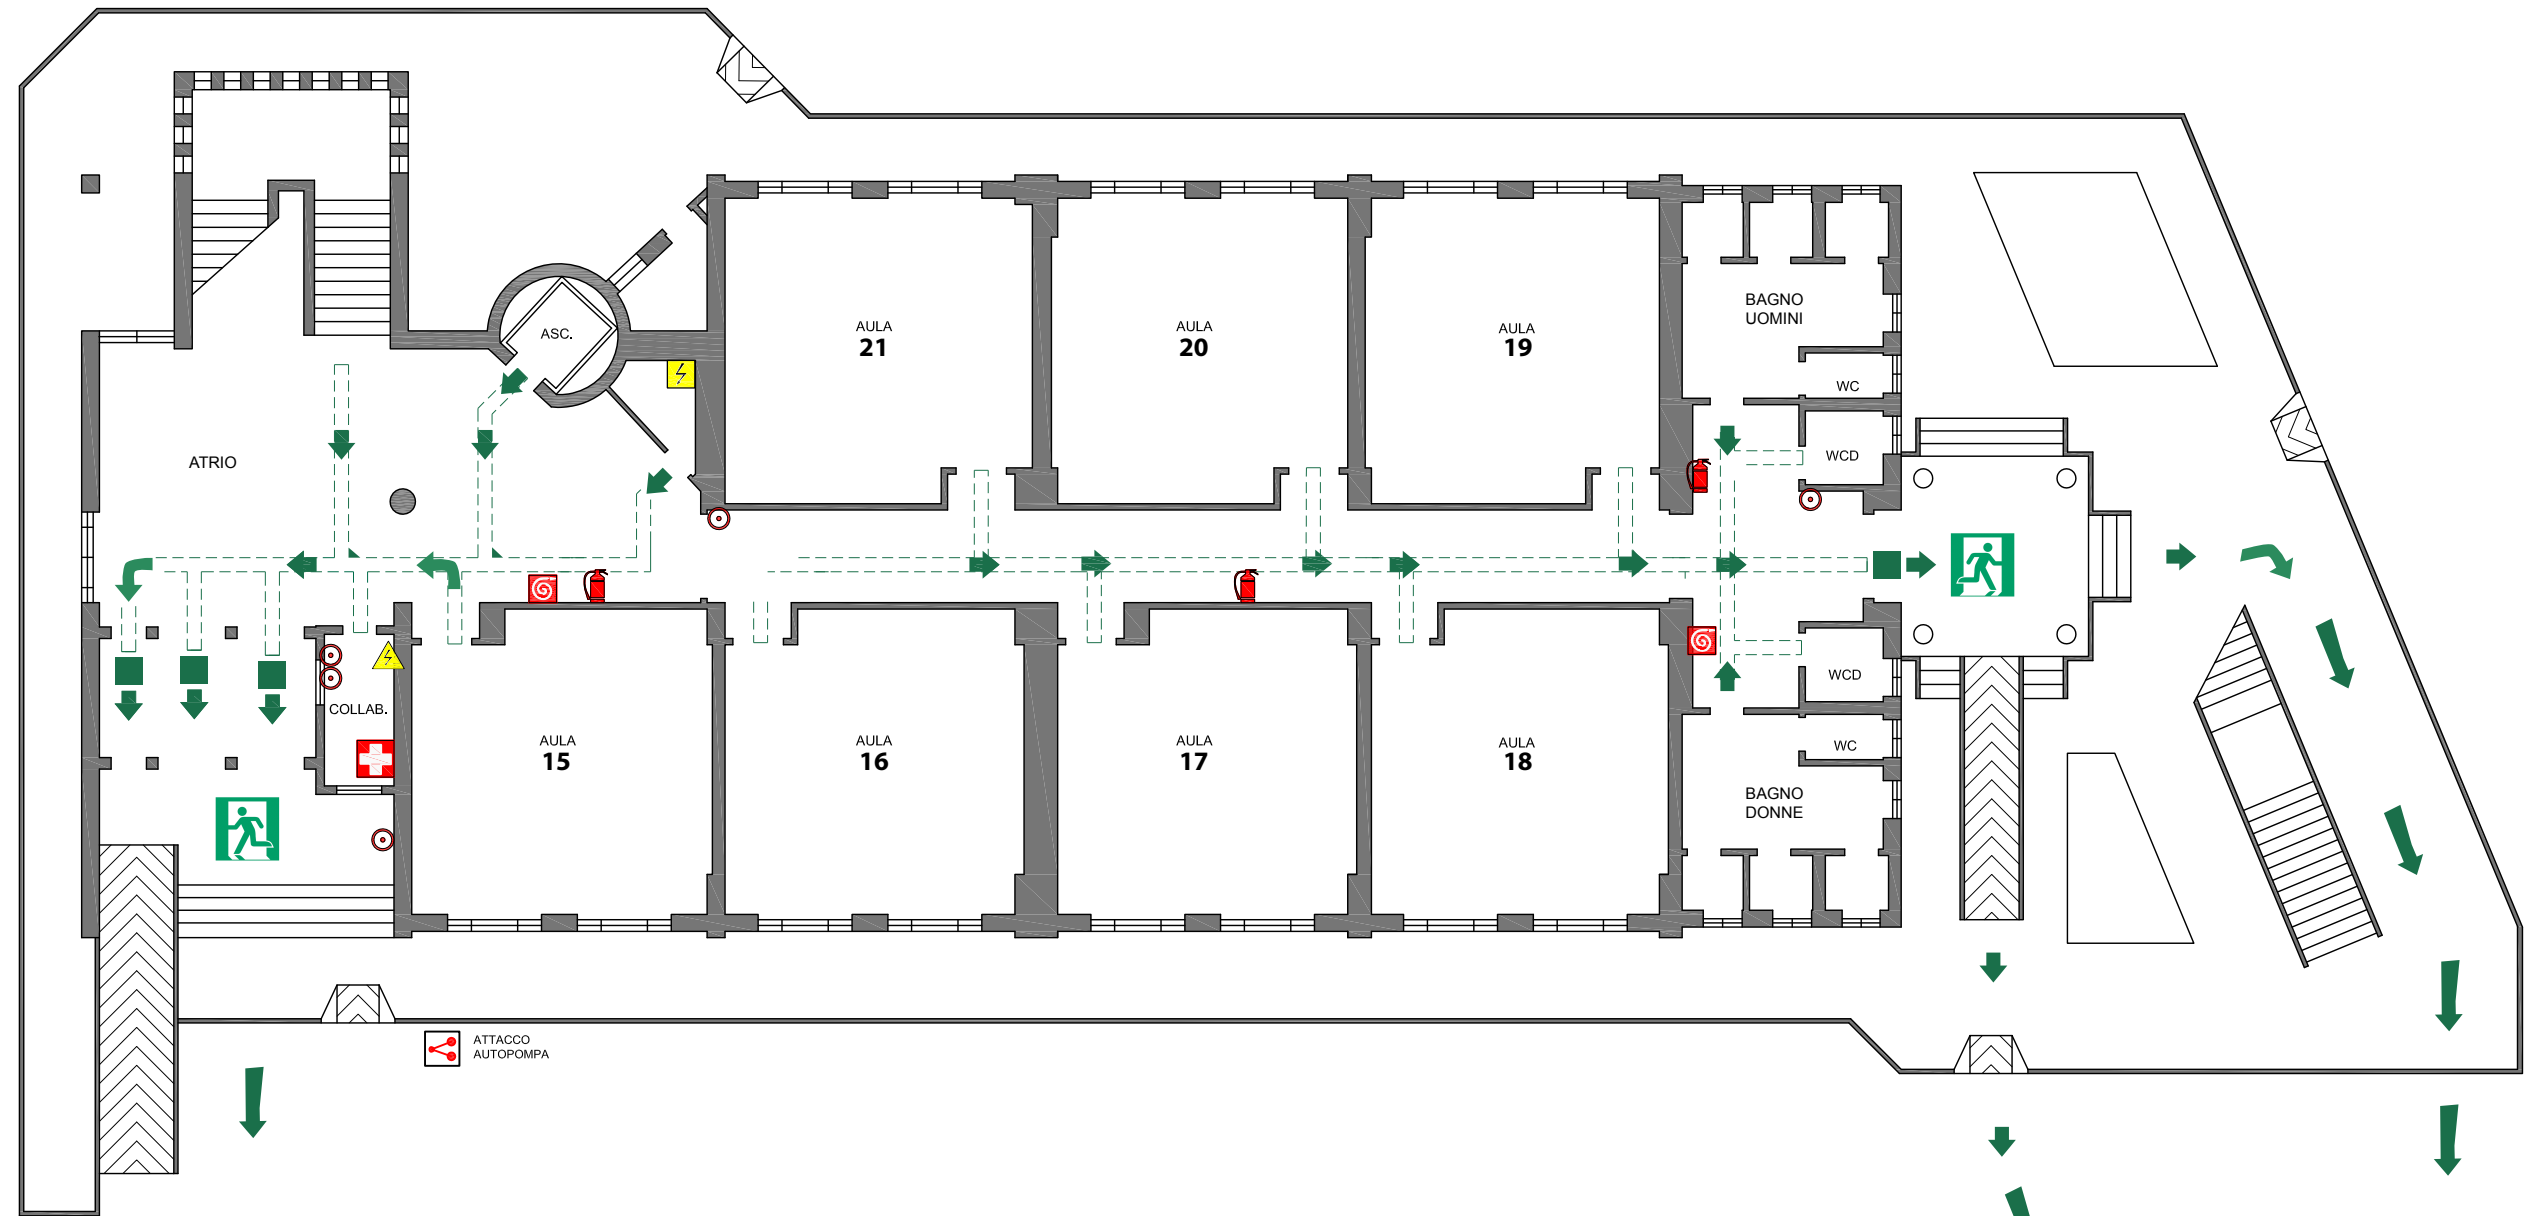 AULA
21
AULA
20
AULA
19
BAGNO
UOMINI
ASC.
WC
WCD
ATRIO
WCD
COLLAB.
WC
AULA
15
AULA
16
AULA
17
AULA
18
BAGNO
DONNE
ATTACCO
AUTOPOMPA